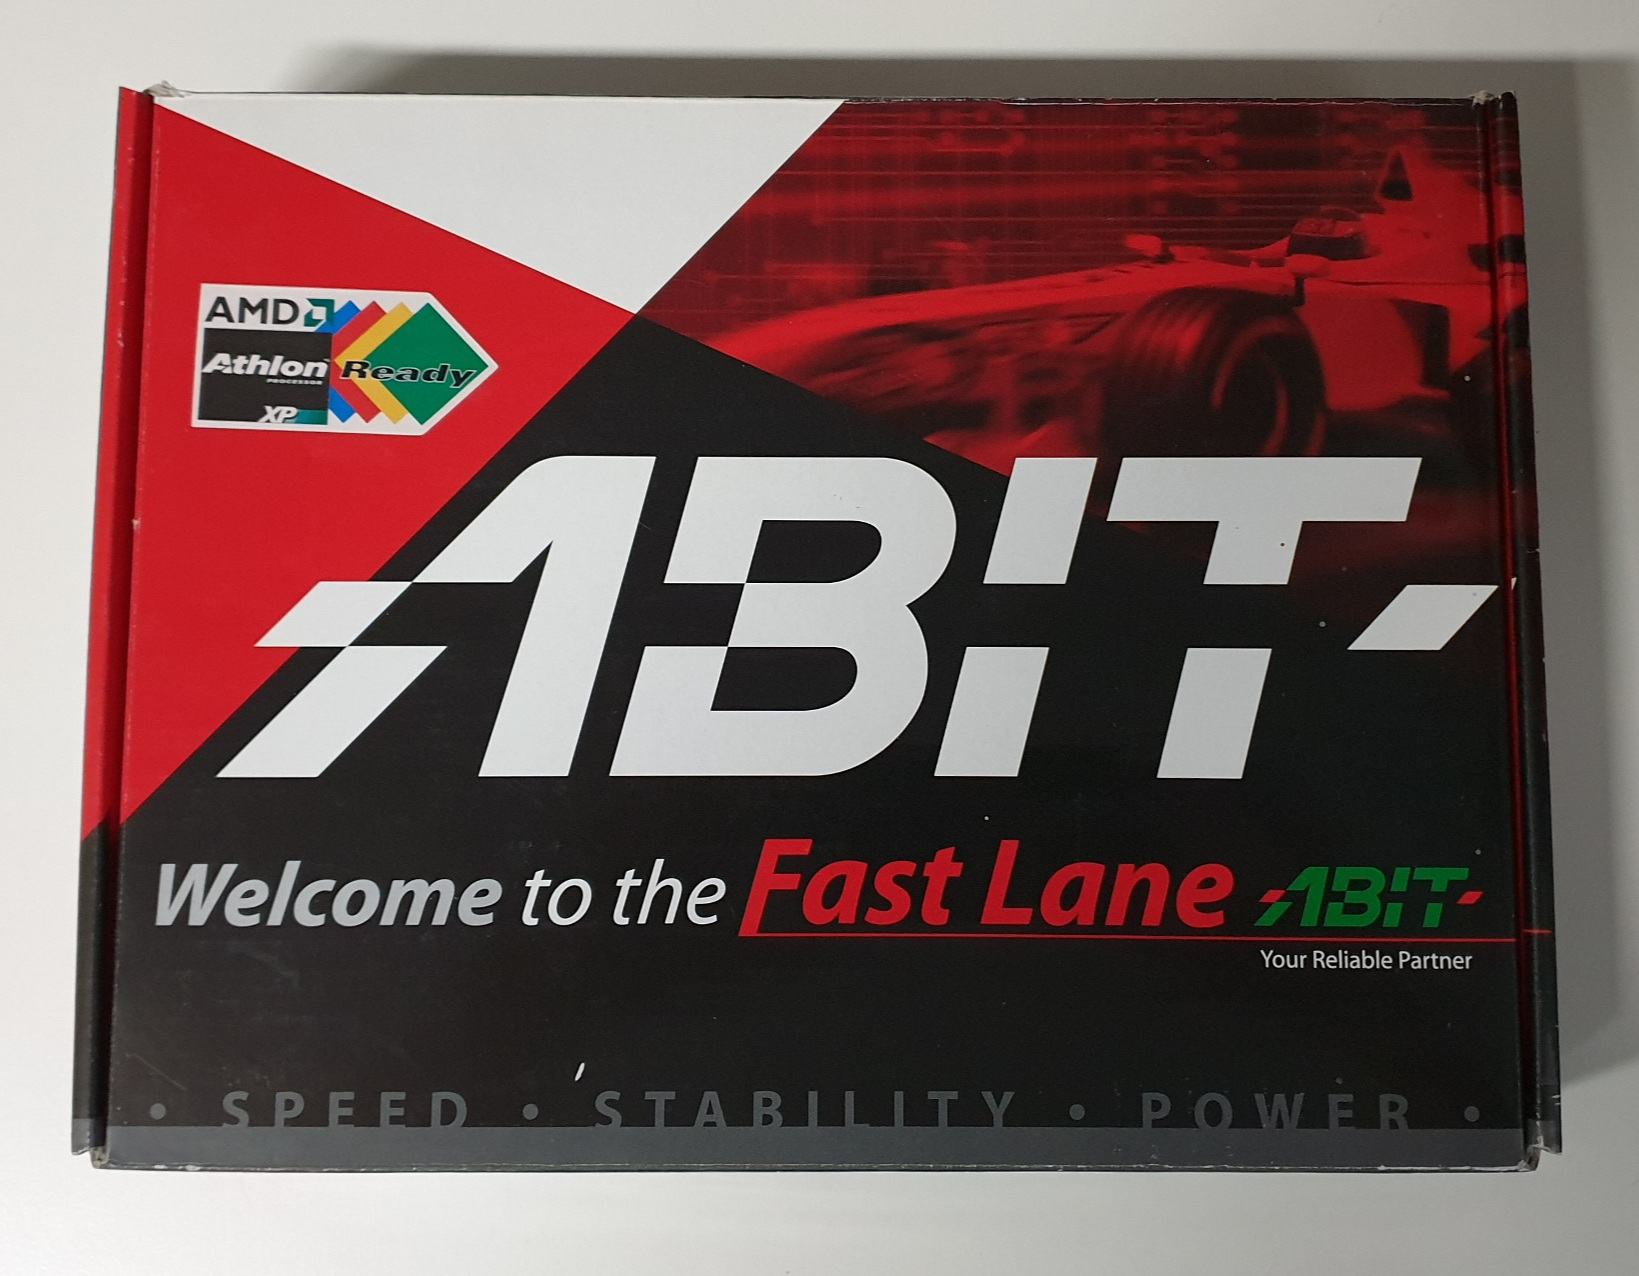 AMD
Athlon
PROCESSOR
XP
Ready
ABIT
Welcome to the Fast Lane ABIT
Your Reliable Partner
• SPEED • STABILITY • POWER •